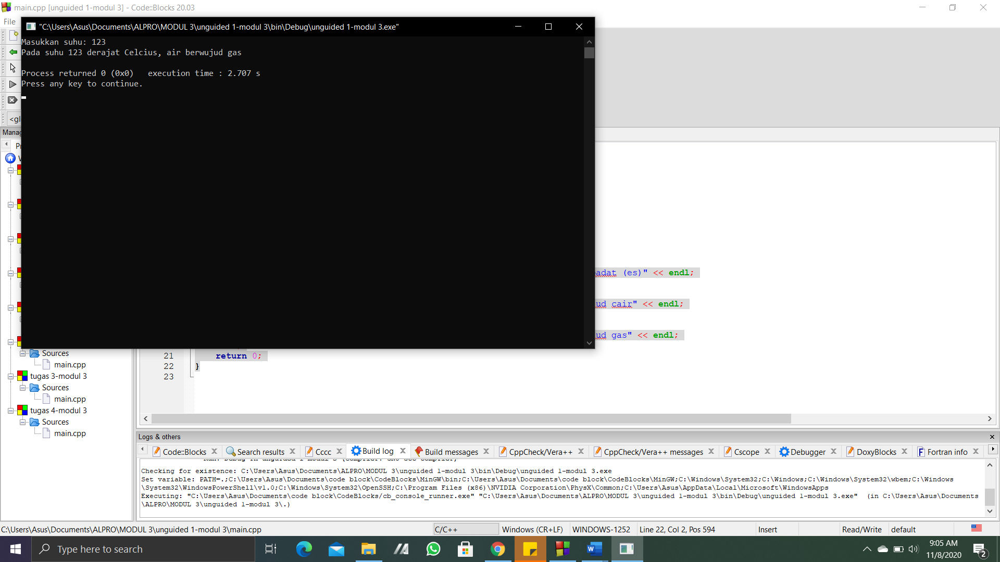 main.cpp [unguided 1-modul 3] - Code::Blocks 20.03
File
"C:\Users\Asus\Documents\ALPRO\MODUL 3\unguided 1-modul 3\bin\Debug\unguided 1-modul 3.exe"
Masukkan suhu: 123
Pada suhu 123 derajat Celcius, air berwujud gas
Process returned 0 (0x0)   execution time : 2.707 s
Press any key to continue.
<gl
Manag
adat (es)" << endl;
ud cair" << endl;
ud gas" << endl;
21 return 0;
22 }
23
Sources
main.cpp
tugas 3-modul 3
Sources
main.cpp
tugas 4-modul 3
Sources
main.cpp
Logs & others
Code::Blocks Search results Cccc Build log Build messages CppCheck/Vera++ CppCheck/Vera++ messages Cscope Debugger DoxyBlocks Fortran info
Checking for existence: C:\Users\Asus\Documents\ALPRO\MODUL 3\unguided 1-modul 3\bin\Debug\unguided 1-modul 3.exe
Set variable: PATH=.;C:\Users\Asus\Documents\code block\CodeBlocks\MinGW\bin;C:\Users\Asus\Documents\code block\CodeBlocks\MinGW;C:\Windows\System32;C:\Windows;C:\Windows\System32\wbem;C:\Windows
\System32\WindowsPowerShell\v1.0;C:\Windows\System32\OpenSSH;C:\Program Files (x86)\NVIDIA Corporation\PhysX\Common;C:\Users\Asus\AppData\Local\Microsoft\WindowsApps
Executing: "C:\Users\Asus\Documents\code block\CodeBlocks/cb_console_runner.exe" "C:\Users\Asus\Documents\ALPRO\MODUL 3\unguided 1-modul 3\bin\Debug\unguided 1-modul 3.exe"  (in C:\Users\Asus\Documents
\ALPRO\MODUL 3\unguided 1-modul 3\.)
C:\Users\Asus\Documents\ALPRO\MODUL 3\unguided 1-modul 3\main.cpp C/C++ Windows (CR+LF) WINDOWS-1252 Line 22, Col 2, Pos 594 Insert Read/Write default
Type here to search
9:05 AM
11/8/2020
2